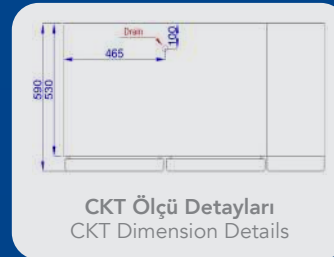 Drain
100
465
590
530
CKT Ölçü Detayları
CKT Dimension Details